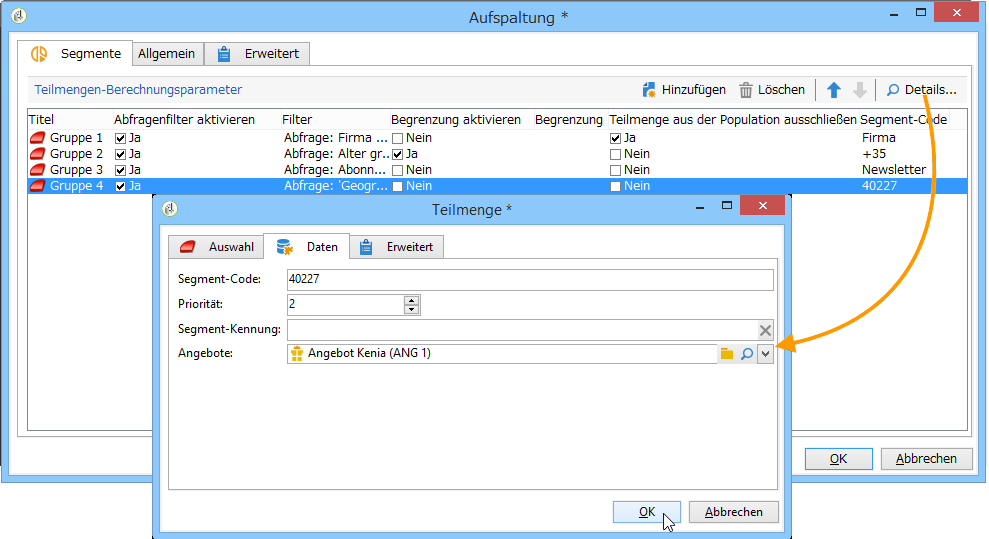 Aufspaltung *
Segmente Allgemein Erweitert
Teilmengen-Berechnungsparameter Hinzufügen Löschen Details...
Titel Abfragenfilter aktivieren Filter Begrenzung aktivieren Begrenzung Teilmenge aus der Population ausschließen Segment-Code
Gruppe 1 Ja Abfrage: Firma ... Nein Ja Firma
Gruppe 2 Ja Abfrage: Alter gr... Ja Nein +35
Gruppe 3 Ja Abfrage: Abonn... Nein Nein Newsletter
Gruppe 4 Ja Abfrage: 'Geogr... Nein Nein 40227
Teilmenge *
Auswahl Daten Erweitert
Segment-Code: 40227
Priorität: 2
Segment-Kennung:
Angebote: Angebot Kenia (ANG 1)
OK Abbrechen
OK Abbrechen